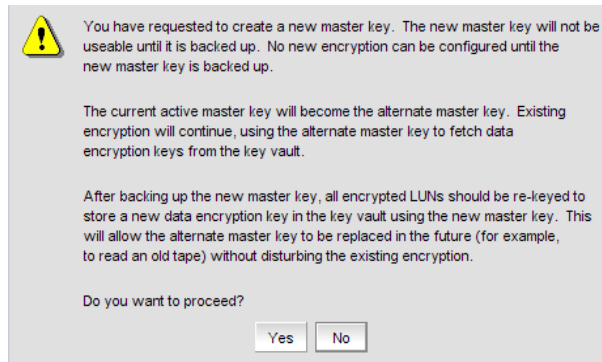 You have requested to create a new master key. The new master key will not be
useable until it is backed up. No new encryption can be configured until the
new master key is backed up.
The current active master key will become the alternate master key. Existing
encryption will continue, using the alternate master key to fetch data
encryption keys from the key vault.
After backing up the new master key, all encrypted LUNs should be re-keyed to
store a new data encryption key in the key vault using the new master key. This
will allow the alternate master key to be replaced in the future (for example,
to read an old tape) without disturbing the existing encryption.
Do you want to proceed?
Yes No